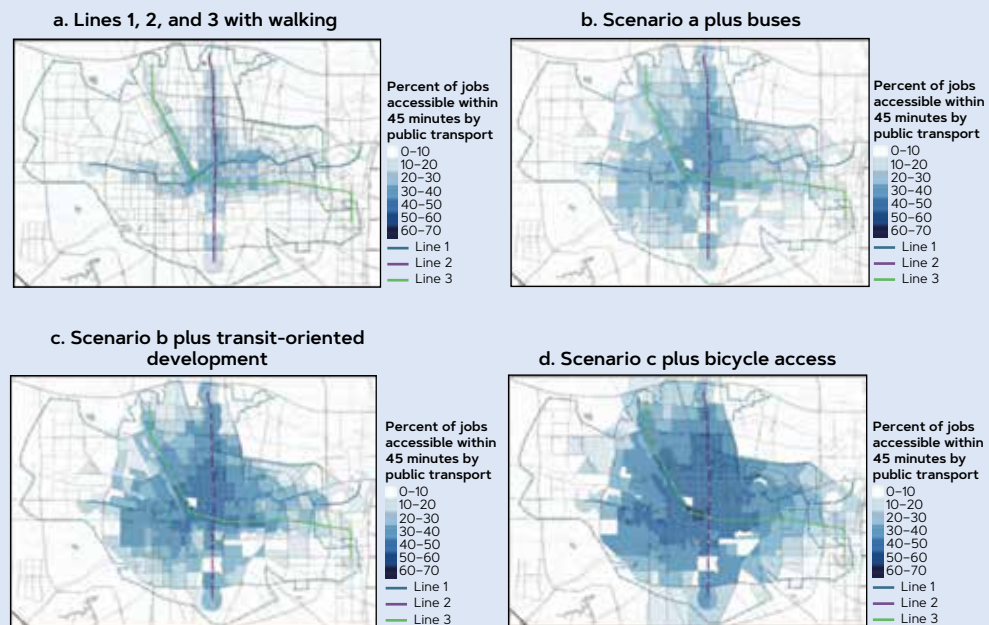 a. Lines 1, 2, and 3 with walking
Percent of jobs
accessible within
45 minutes by
public transport
0–10
10–20
20–30
30–40
40–50
50–60
60–70
Line 1
Line 2
Line 3
b. Scenario a plus buses
Percent of jobs
accessible within
45 minutes by
public transport
0–10
10–20
20–30
30–40
40–50
50–60
60–70
Line 1
Line 2
Line 3
c. Scenario b plus transit-oriented
development
Percent of jobs
accessible within
45 minutes by
public transport
0–10
10–20
20–30
30–40
40–50
50–60
60–70
Line 1
Line 2
Line 3
d. Scenario c plus bicycle access
Percent of jobs
accessible within
45 minutes by
public transport
0–10
10–20
20–30
30–40
40–50
50–60
60–70
Line 1
Line 2
Line 3